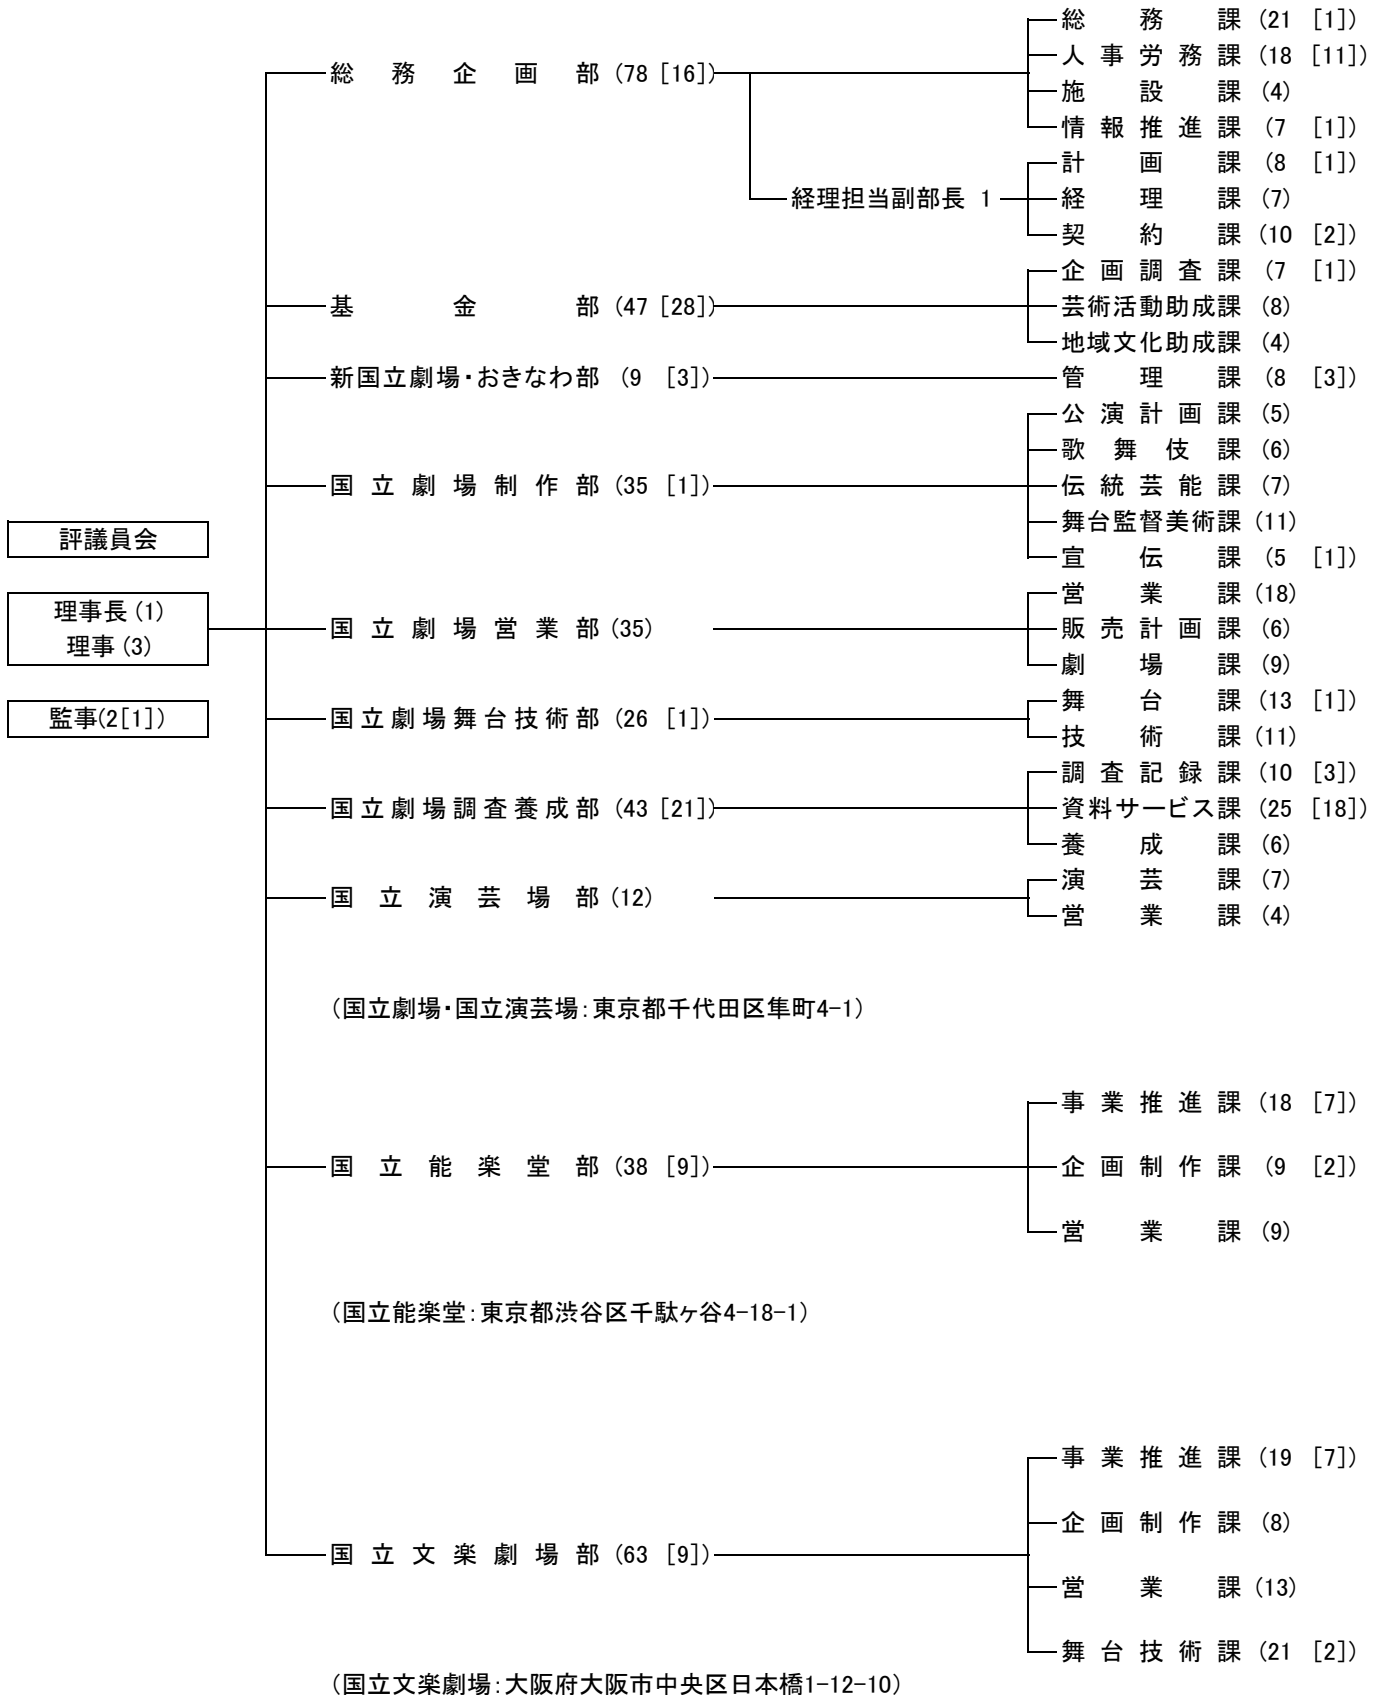 総務課 (21 [1])
人事労務課 (18 [11])
総務企画部 (78 [16])
施設課 (4)
情報推進課 (7 [1])
計画課 (8 [1])
経理担当副部長 1
経理課 (7)
契約課 (10 [2])
企画調査課 (7 [1])
基金部 (47 [28])
芸術活動助成課 (8)
地域文化助成課 (4)
新国立劇場・おきなわ部 (9 [3])
管理課 (8 [3])
公演計画課 (5)
歌舞伎課 (6)
国立劇場制作部 (35 [1])
伝統芸能課 (7)
舞台監督美術課 (11)
宣伝課 (5 [1])
評議員会
理事長 (1)
理事 (3)
監事(2[1])
営業課 (18)
国立劇場営業部 (35)
販売計画課 (6)
劇場課 (9)
舞台課 (13 [1])
国立劇場舞台技術部 (26 [1])
技術課 (11)
調査記録課 (10 [3])
国立劇場調査養成部 (43 [21])
資料サービス課 (25 [18])
養成課 (6)
演芸課 (7)
国立演芸場部 (12)
営業課 (4)
(国立劇場・国立演芸場:東京都千代田区隼町4-1)
事業推進課 (18 [7])
国立能楽堂部 (38 [9])
企画制作課 (9 [2])
営業課 (9)
(国立能楽堂:東京都渋谷区千駄ヶ谷4-18-1)
事業推進課 (19 [7])
企画制作課 (8)
国立文楽劇場部 (63 [9])
営業課 (13)
舞台技術課 (21 [2])
(国立文楽劇場:大阪府大阪市中央区日本橋1-12-10)